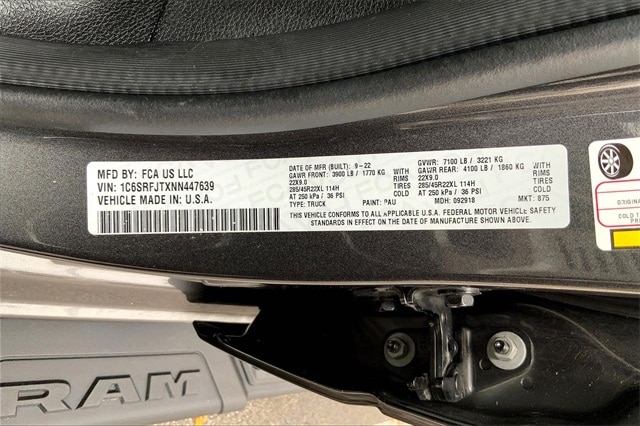 MFD BY: FCA US LLC
VIN: 1C6SRFJTXNN447639
VEHICLE MADE IN: U.S.A.
DATE OF MFR (BUILT): 9-22
GAWR FRONT: 3900 LB / 1770 KG WITH
22X9.0 RIMS
285/45R22XL 114H TIRES
AT 250 kPa / 36 PSI COLD
TYPE: TRUCK PAINT: PAU
GVWR: 7100 LB / 3221 KG
GAWR REAR: 4100 LB / 1860 KG WITH
22X9.0 RIMS
285/45R22XL 114H TIRES
AT 250 kPa / 36 PSI COLD
MDH: 092918 MKT: 875
THIS VEHICLE CONFORMS TO ALL APPLICABLE U.S.A. FEDERAL MOTOR VEHICLE SAFETY
STANDARDS IN EFFECT ON THE DATE OF MANUFACTURE SHOWN ABOVE
COLD T
RAM